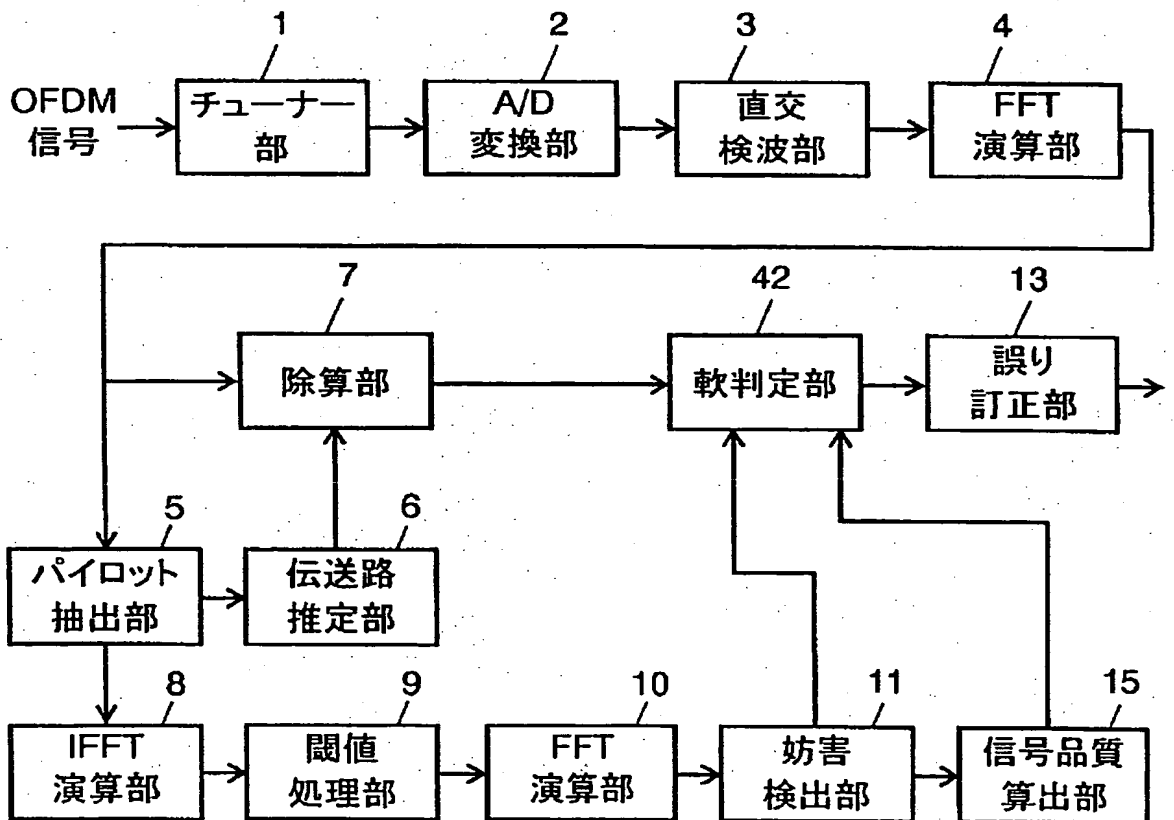 1
2
3
4
OFDM
信号
チューナー
部
A/D
変換部
直交
検波部
FFT
演算部
7
42
13
除算部
軟判定部
誤り
訂正部
5
6
パイロット
抽出部
伝送路
推定部
8
9
10
11
15
IFFT
演算部
閾値
処理部
FFT
演算部
妨害
検出部
信号品質
算出部